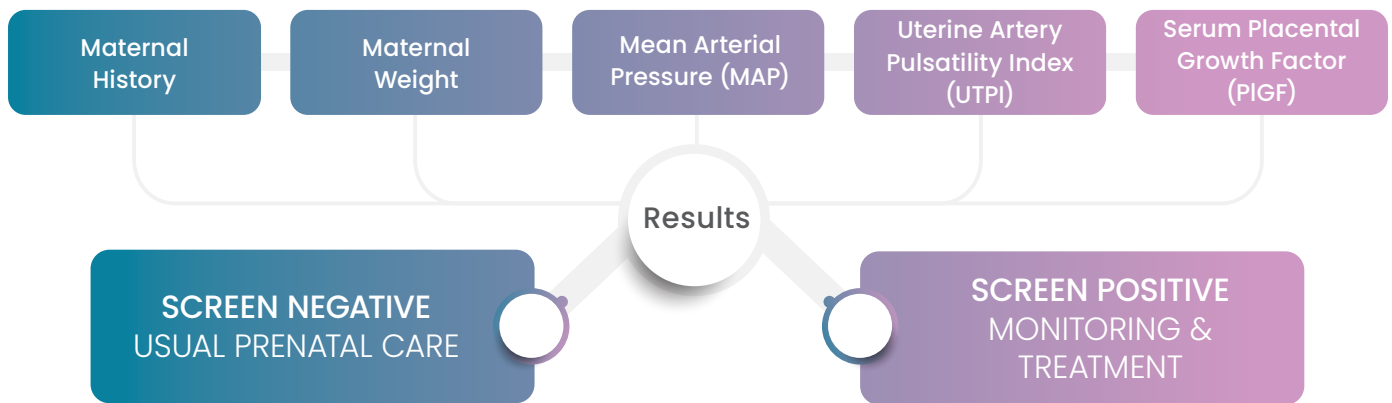 Maternal
History
Maternal
Weight
Mean Arterial
Pressure (MAP)
Uterine Artery
Pulsatility Index
(UTPI)
Serum Placental
Growth Factor
(PIGF)
Results
SCREEN NEGATIVE
USUAL PRENATAL CARE
SCREEN POSITIVE
MONITORING &
TREATMENT